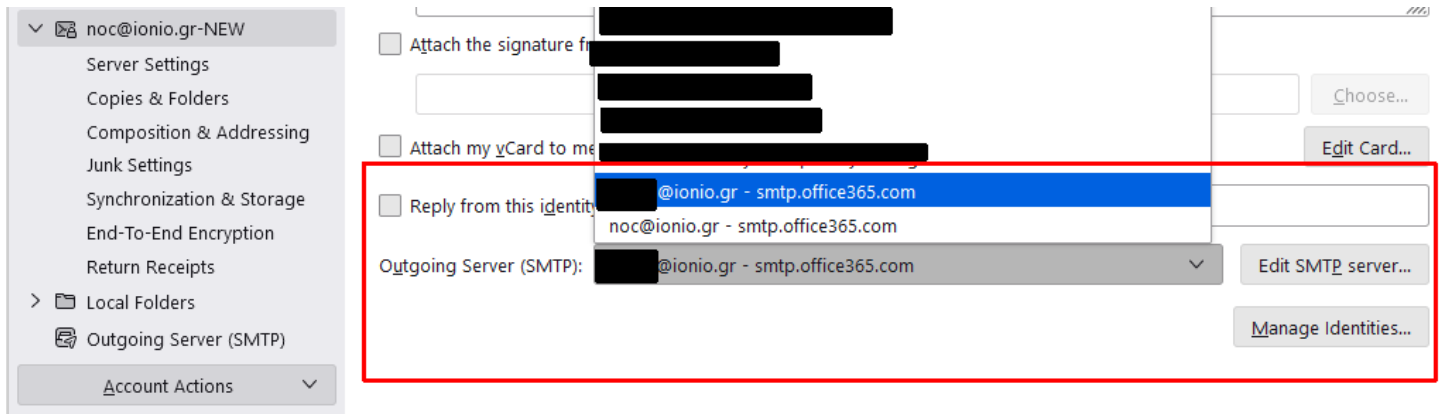 noc@ionio.gr-NEW
Server Settings
Copies & Folders
Composition & Addressing
Junk Settings
Synchronization & Storage
End-To-End Encryption
Return Receipts
Local Folders
Outgoing Server (SMTP)
Account Actions
Attach the signature fr
Choose...
Attach my vCard to me
Edit Card...
@ionio.gr - smtp.office365.com
Reply from this identity
noc@ionio.gr - smtp.office365.com
Outgoing Server (SMTP): @ionio.gr - smtp.office365.com Edit SMTP server...
Manage Identities...